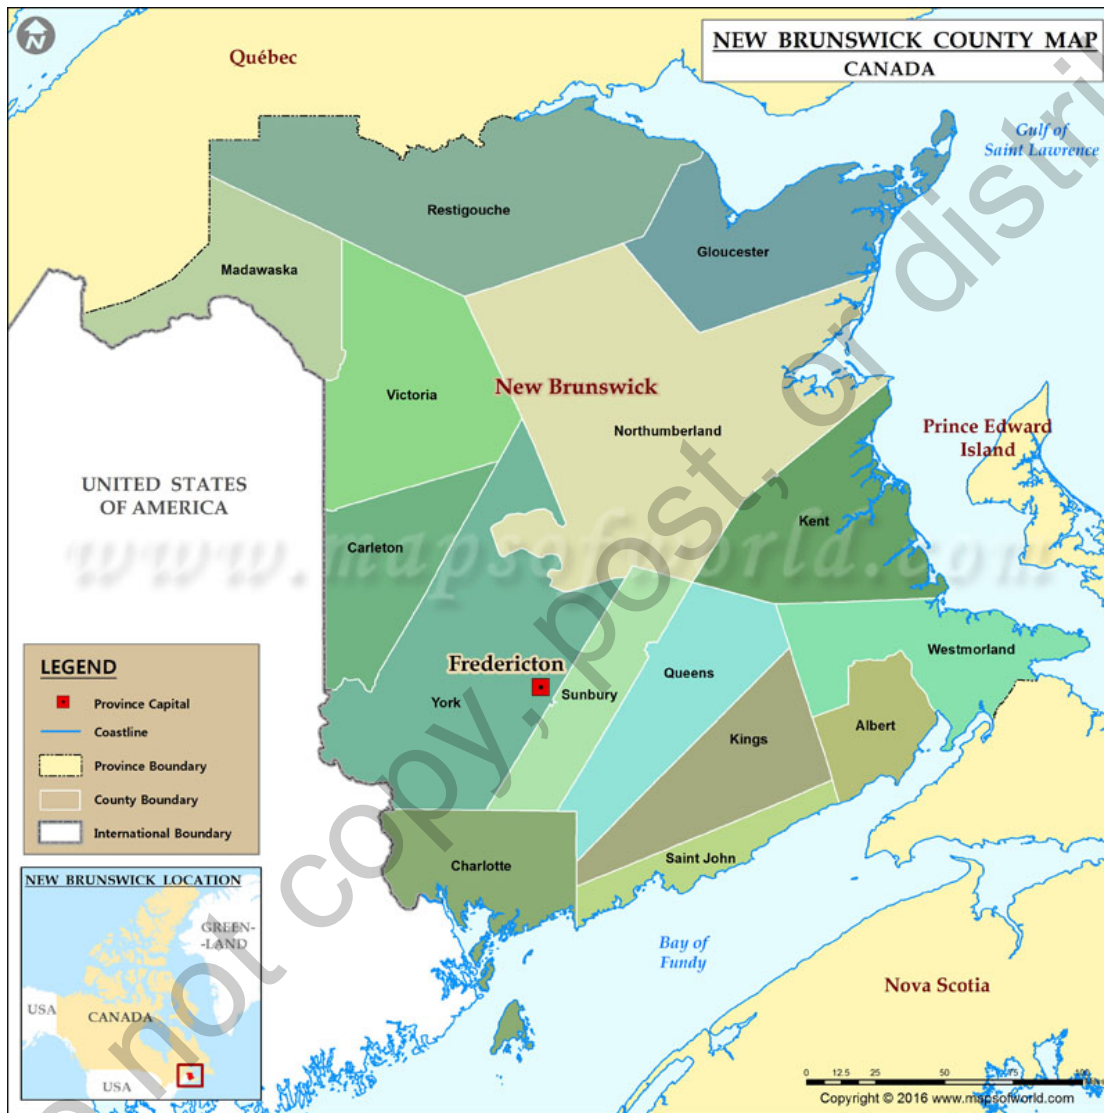 NEW BRUNSWICK COUNTY MAP
CANADA
N
Québec
Gulf of
Saint Lawrence
Restigouche
Gloucester
Madawaska
Victoria
New Brunswick
Northumberland
Prince Edward
Island
UNITED STATES
OF AMERICA
Kent
Carleton
www.mapsofworld.com
Westmorland
Fredericton
York
Sunbury
Queens
Kings
Albert
LEGEND
Province Capital
Coastline
Province Boundary
County Boundary
International Boundary
Charlotte
Saint John
NEW BRUNSWICK LOCATION
GREEN-
-LAND
USA
CANADA
USA
Bay of
Fundy
Nova Scotia
0 12.5 25 50 75 100
Copyright © 2016 www.mapsofworld.com
not copy, post, or distri